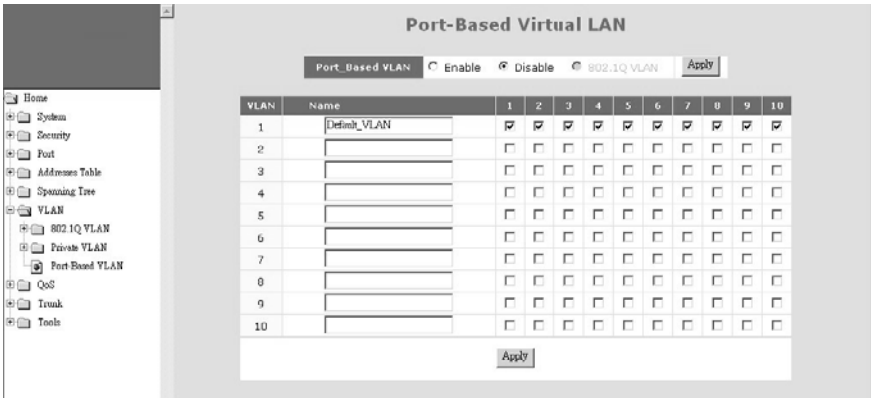 Port-Based Virtual LAN
Port_Based VLAN Enable Disable 802.1Q VLAN Apply
Home
System
Security
Port
Addresses Table
Spanning Tree
VLAN
802.1Q VLAN
Private VLAN
Port-Based VLAN
QoS
Trunk
Tools
VLAN Name 1 2 3 4 5 6 7 8 9 10
1 Default_VLAN
2
3
4
5
6
7
8
9
10
Apply